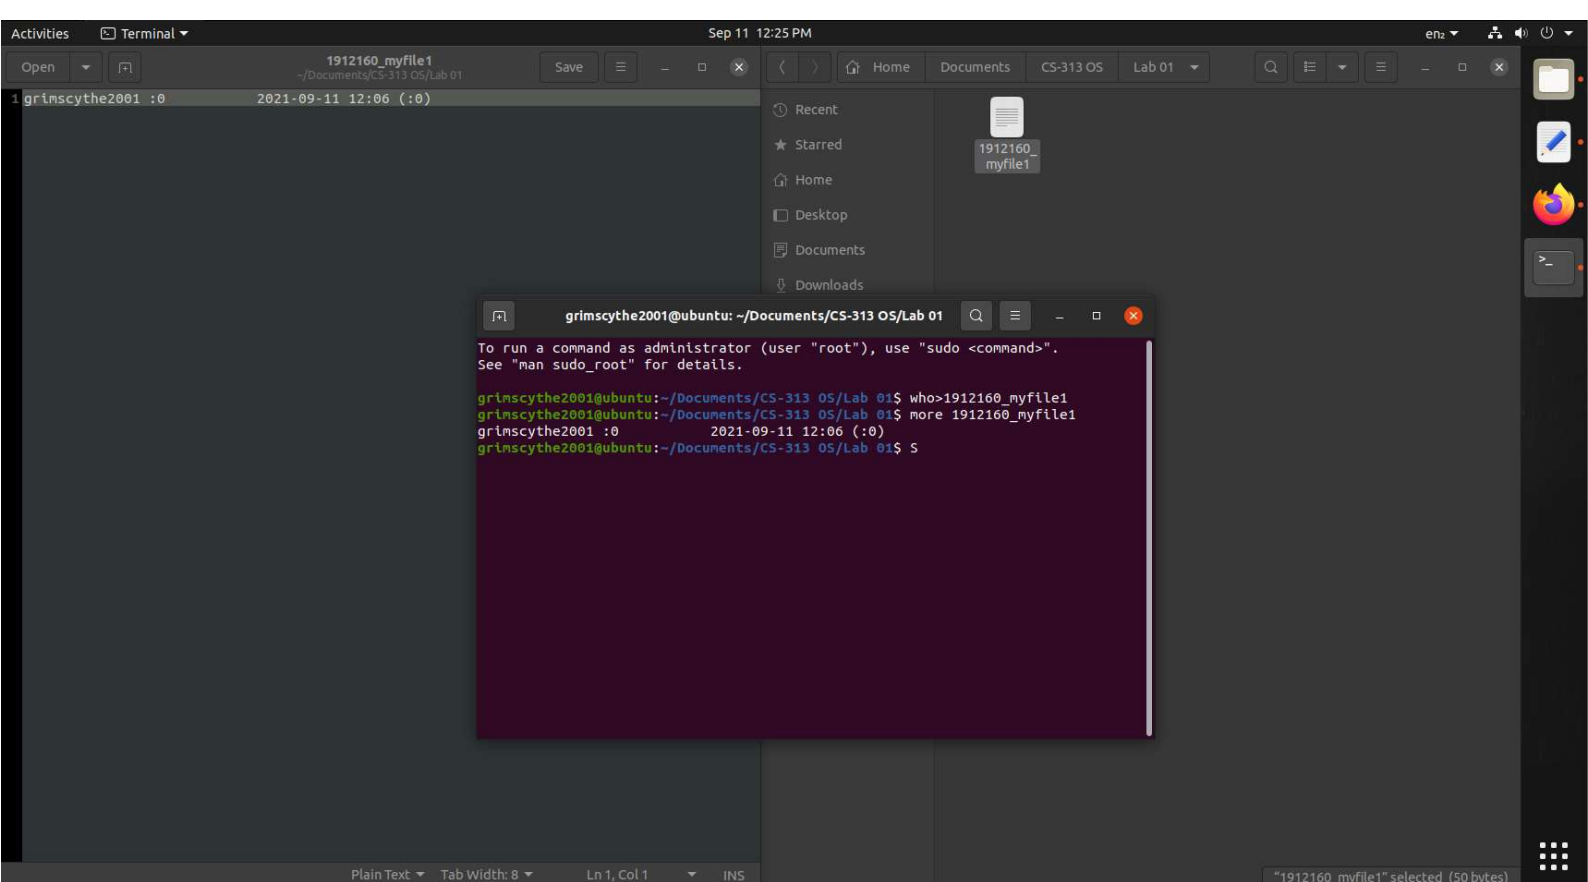 Activities Terminal Sep 11 12:25 PM en₂
Open 1912160_myfile1 Save
~/Documents/CS-313 OS/Lab 01
Home Documents CS-313 OS Lab 01
1 grimscythe2001 :0 2021-09-11 12:06 (:0)
Recent
Starred
Home
Desktop
Documents
Downloads
1912160_
myfile1
grimscythe2001@ubuntu: ~/Documents/CS-313 OS/Lab 01
To run a command as administrator (user "root"), use "sudo <command>".
See "man sudo_root" for details.
grimscythe2001@ubuntu:~/Documents/CS-313 OS/Lab 01$ who>1912160_myfile1
grimscythe2001@ubuntu:~/Documents/CS-313 OS/Lab 01$ more 1912160_myfile1
grimscythe2001 :0 2021-09-11 12:06 (:0)
grimscythe2001@ubuntu:~/Documents/CS-313 OS/Lab 01$ S
Plain Text Tab Width: 8 Ln 1, Col 1 INS
"1912160_myfile1" selected (50 bytes)